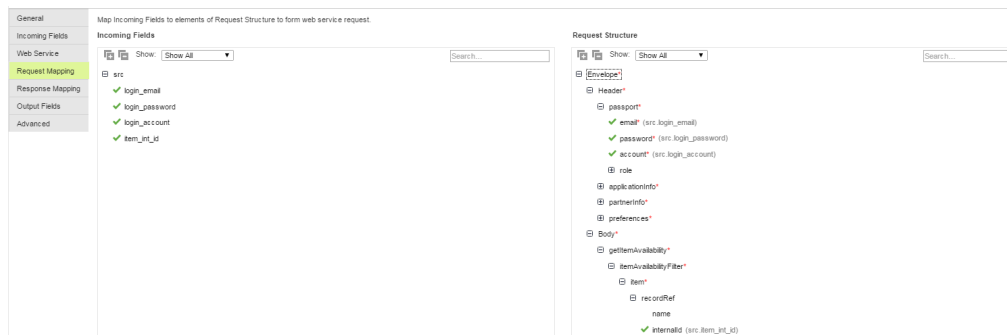 General
Incoming Fields
Web Service
Request Mapping
Response Mapping
Output Fields
Advanced
Map Incoming Fields to elements of Request Structure to form web service request.
Incoming Fields
Show: Show All
Search...
src
login_email
login_password
login_account
item_int_id
Request Structure
Show: Show All
Search...
Envelope*
Header*
passport*
email* (src.login_email)
password* (src.login_password)
account* (src.login_account)
role
applicationInfo*
partnerInfo*
preferences*
Body*
getItemAvailability*
itemAvailabilityFilter*
item*
recordRef
name
internalId (src.item_int_id)